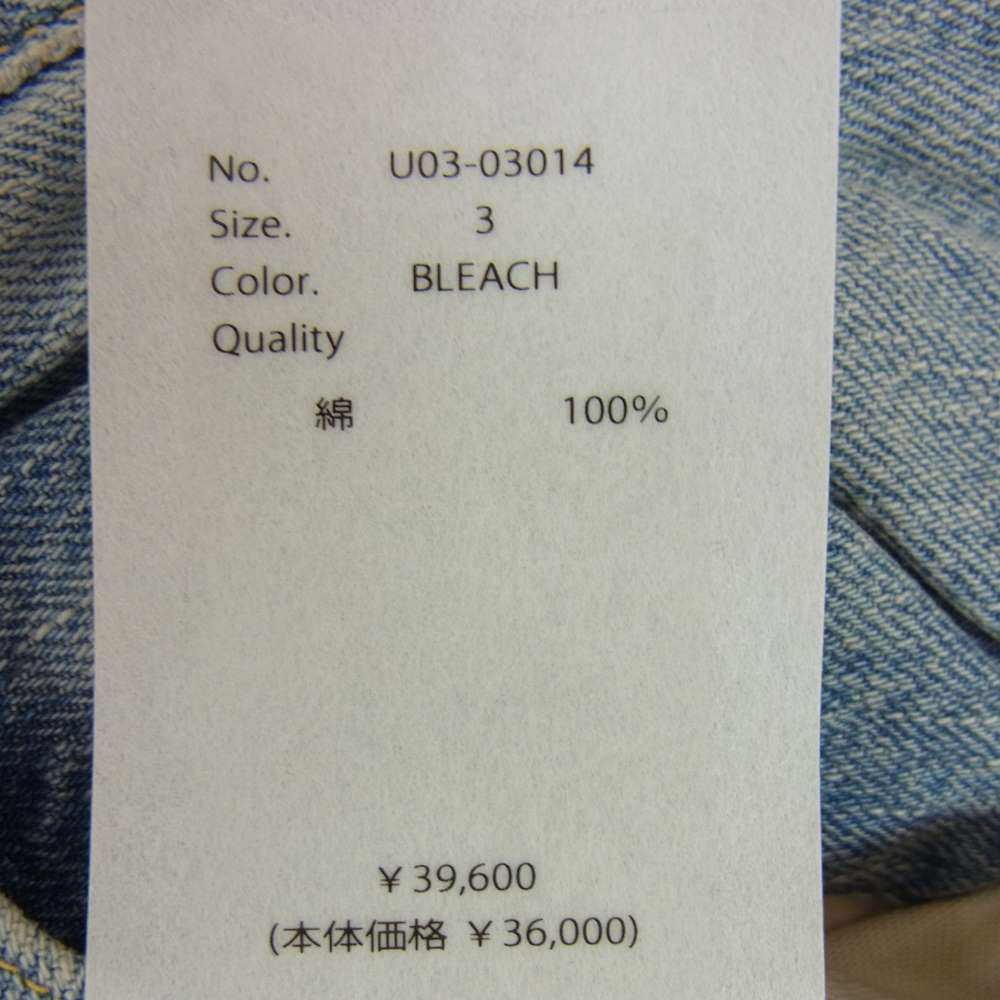 No. U03-03014
Size. 3
Color. BLEACH
Quality
綿 100%
¥39,600
(本体価格 ¥36,000)